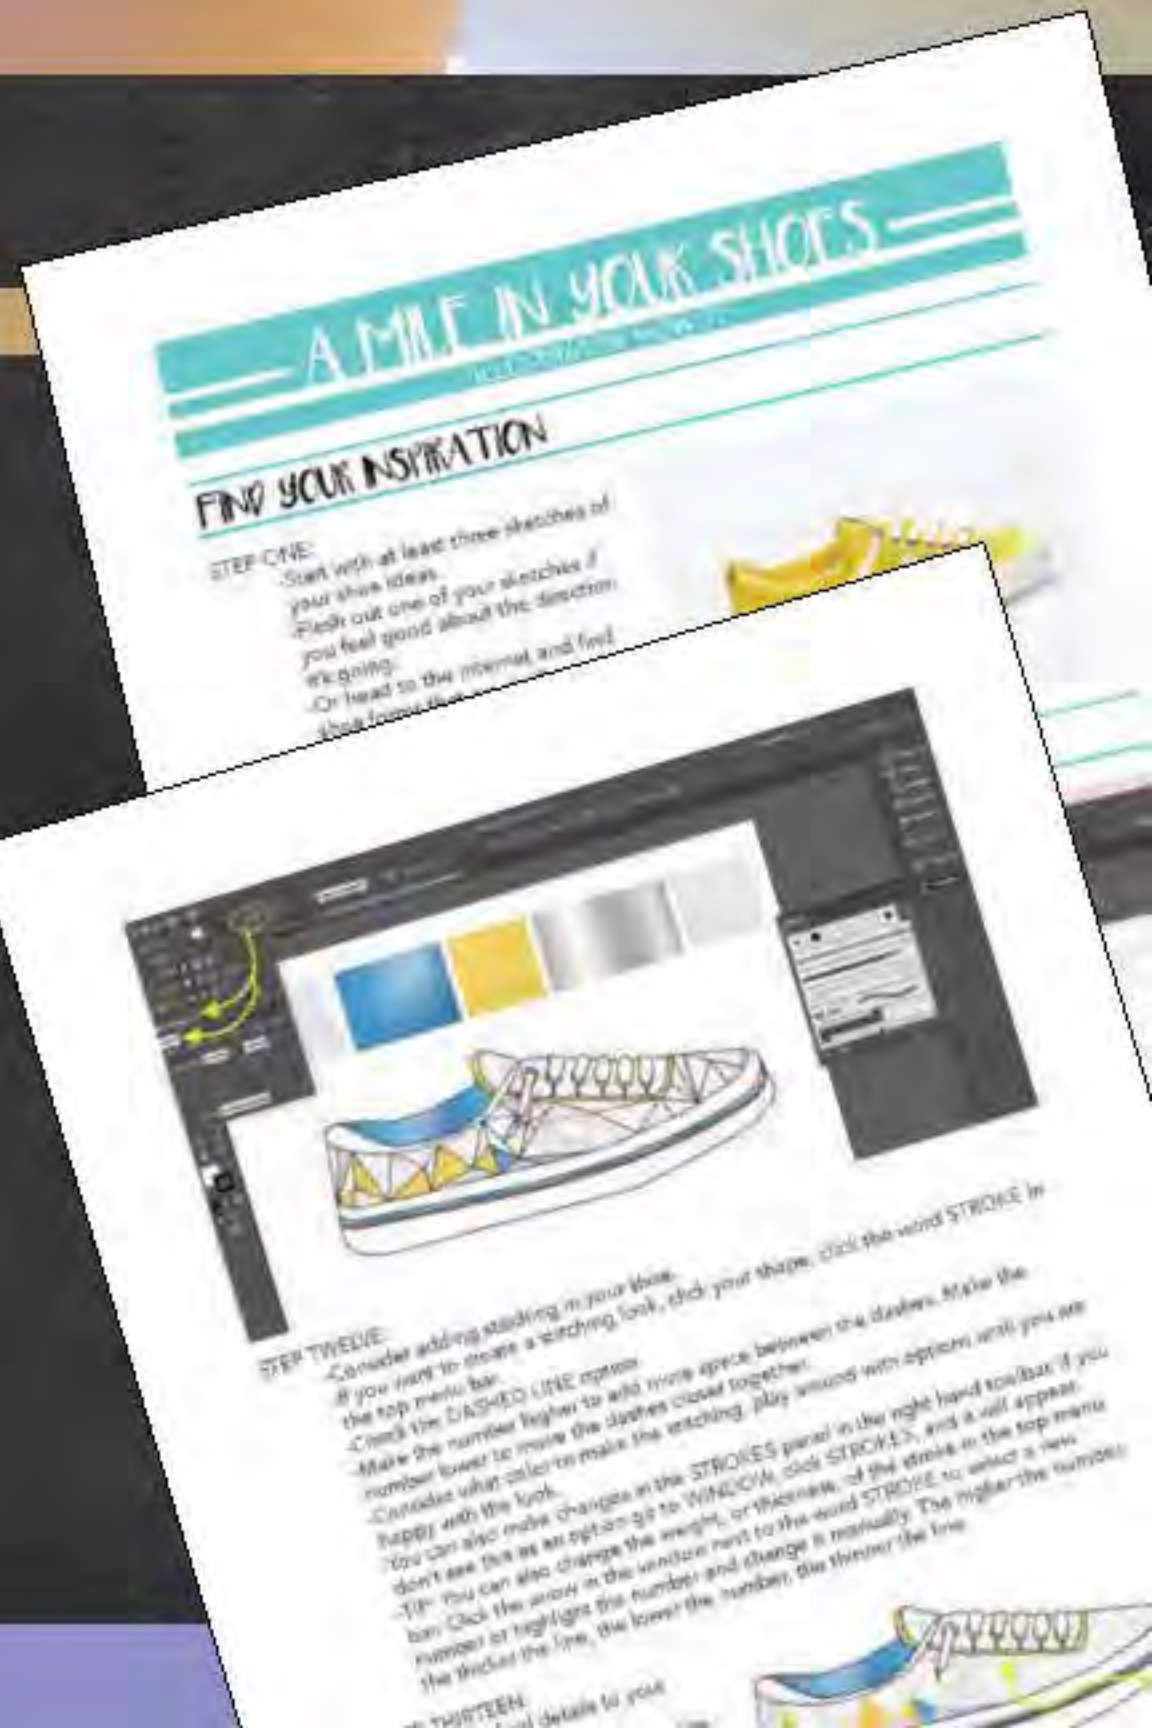 A MILE IN YOUR SHOES
FIND YOUR INSPIRATION
STEP ONE:
-Start with at least three sketches of
your shoe ideas.
-Flesh out one of your sketches if
you feel good about the direction
it's going.
-Or head to the internet and find
shoe forms that
STEP TWELVE:
-Consider adding stitching in your shoe.
If you want to create a stitching look, click your shape, click the word STROKE in
the top menu bar.
-Check the DASHED LINE option.
-Make the number higher to add more space between the dashes. Make the
number lower to move the dashes closer together.
-Consider what color to make the stitching, play around with options until you are
happy with the look.
-You can also make changes in the STROKES panel in the right hand toolbar, if you
don't see this as an option go to WINDOW, click STROKES, and it will appear.
-TIP: You can also change the weight, or thickness, of the stroke in the top menu
bar. Click the arrow in the window next to the word STROKE to select a new
number or highlight the number and change it manually. The higher the number,
the thicker the line, the lower the number, the thinner the line.
THIRTEEN:
details to your